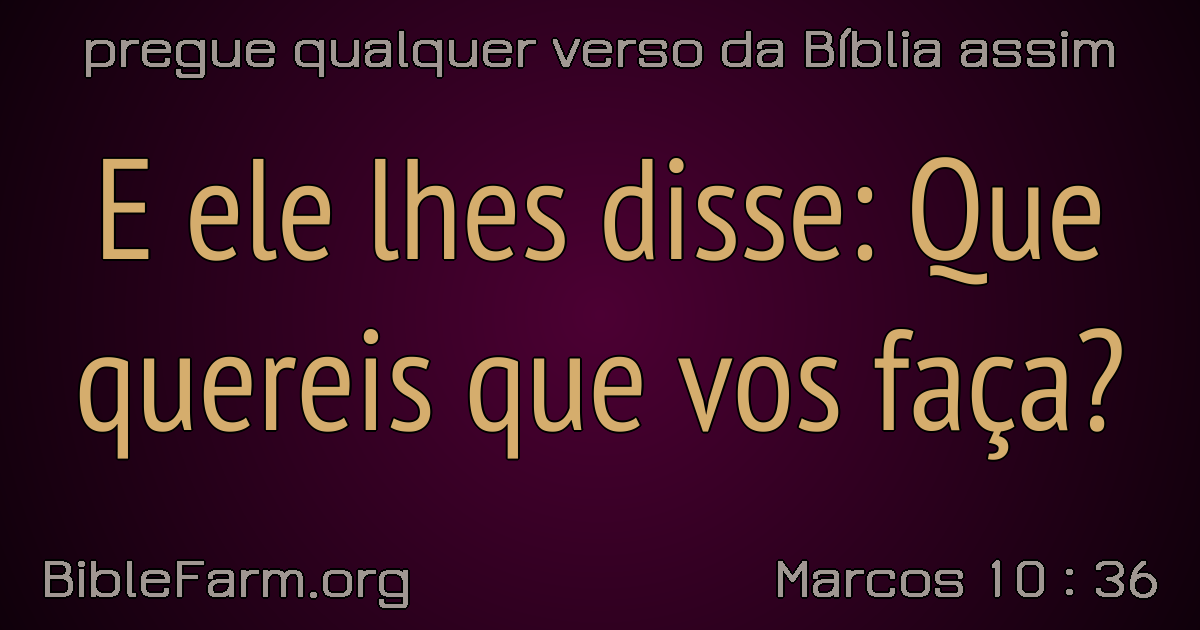 pregue qualquer verso da Bíblia assim
E ele lhes disse: Que
quereis que vos faça?
BibleFarm.org
Marcos 10 : 36